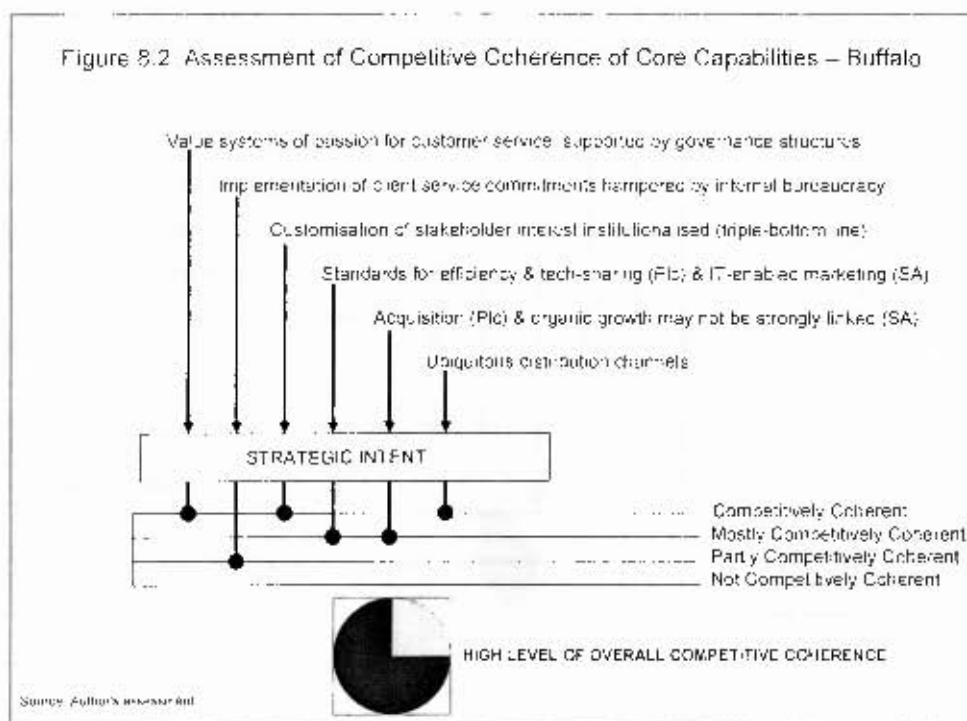 Figure 8.2 Assessment of Competitive Coherence of Core Capabilities – Buffalo
Value systems of passion for customer service, supported by governance structures
Implementation of client service commitments hampered by internal bureaucracy
Customisation of stakeholder interest institutionalised (triple-bottom line)
Standards for efficiency & tech-sharing (Plc) & IT-enabled marketing (SA)
Acquisition (Plc) & organic growth may not be strongly linked (SA)
Ubiquitous distribution channels
STRATEGIC INTENT
Competitively Coherent
Mostly Competitively Coherent
Partly Competitively Coherent
Not Competitively Coherent
HIGH LEVEL OF OVERALL COMPETITIVE COHERENCE
Source: Author's assessment